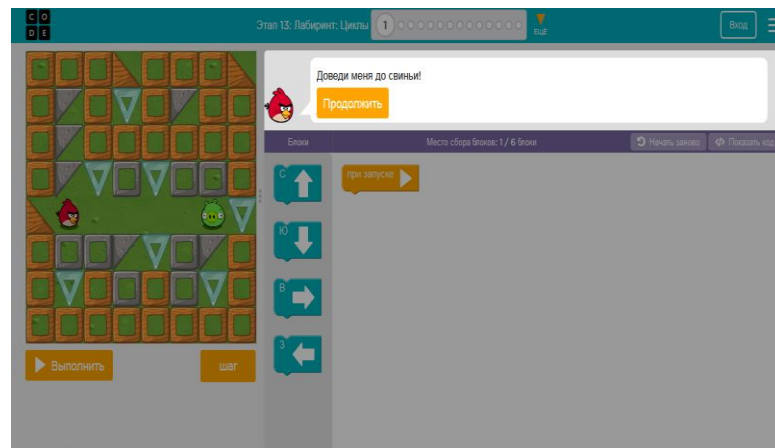 C O
D E
Этап 13: Лабиринт: Циклы
1
ЕЩЁ
Вход
Доведи меня до свиньи!
Продолжить
Блоки
Место сбора блоков: 1 / 6 блоки
Начать заново
Показать код
С
при запуске
Ю
В
З
Выполнить
шаг